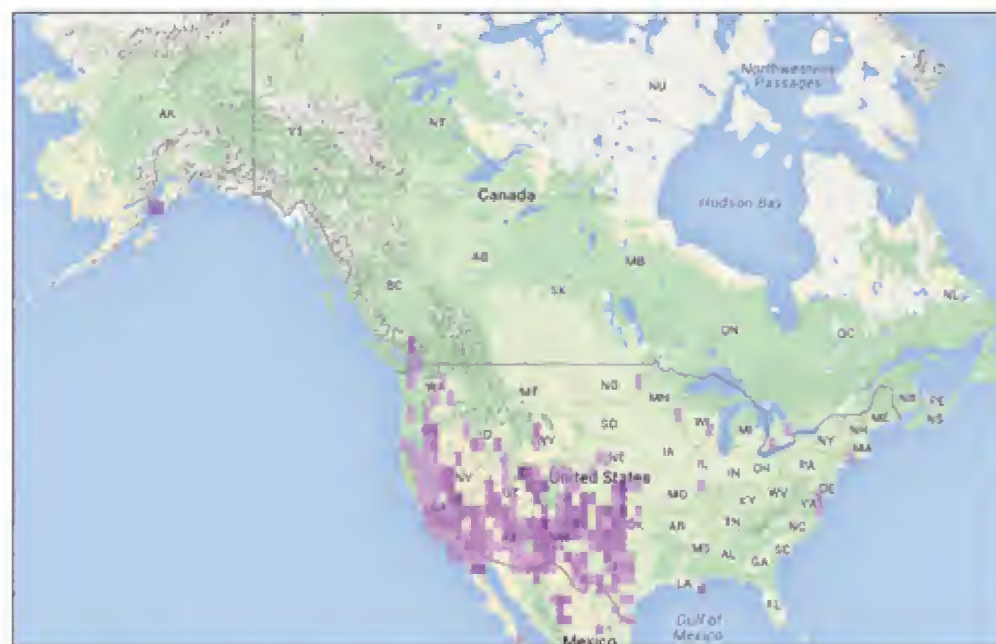 Northwestern
Passages
NU
AK
YT
NT
Canada
Hudson Bay
AB
MB
BC
SK
NL
ON
QC
WA
MT
ND
MN
NB
PE
NS
ME
ID
WY
SD
WI
MI
NY
NH
MA
IA
NE
NV
UT
United States
IL
IN
OH
PA
MO
KY
WV
VA
DE
CA
AZ
NM
OK
AR
TN
NC
MS
AL
SC
GA
LA
FL
Gulf of
Mexico
Mexico